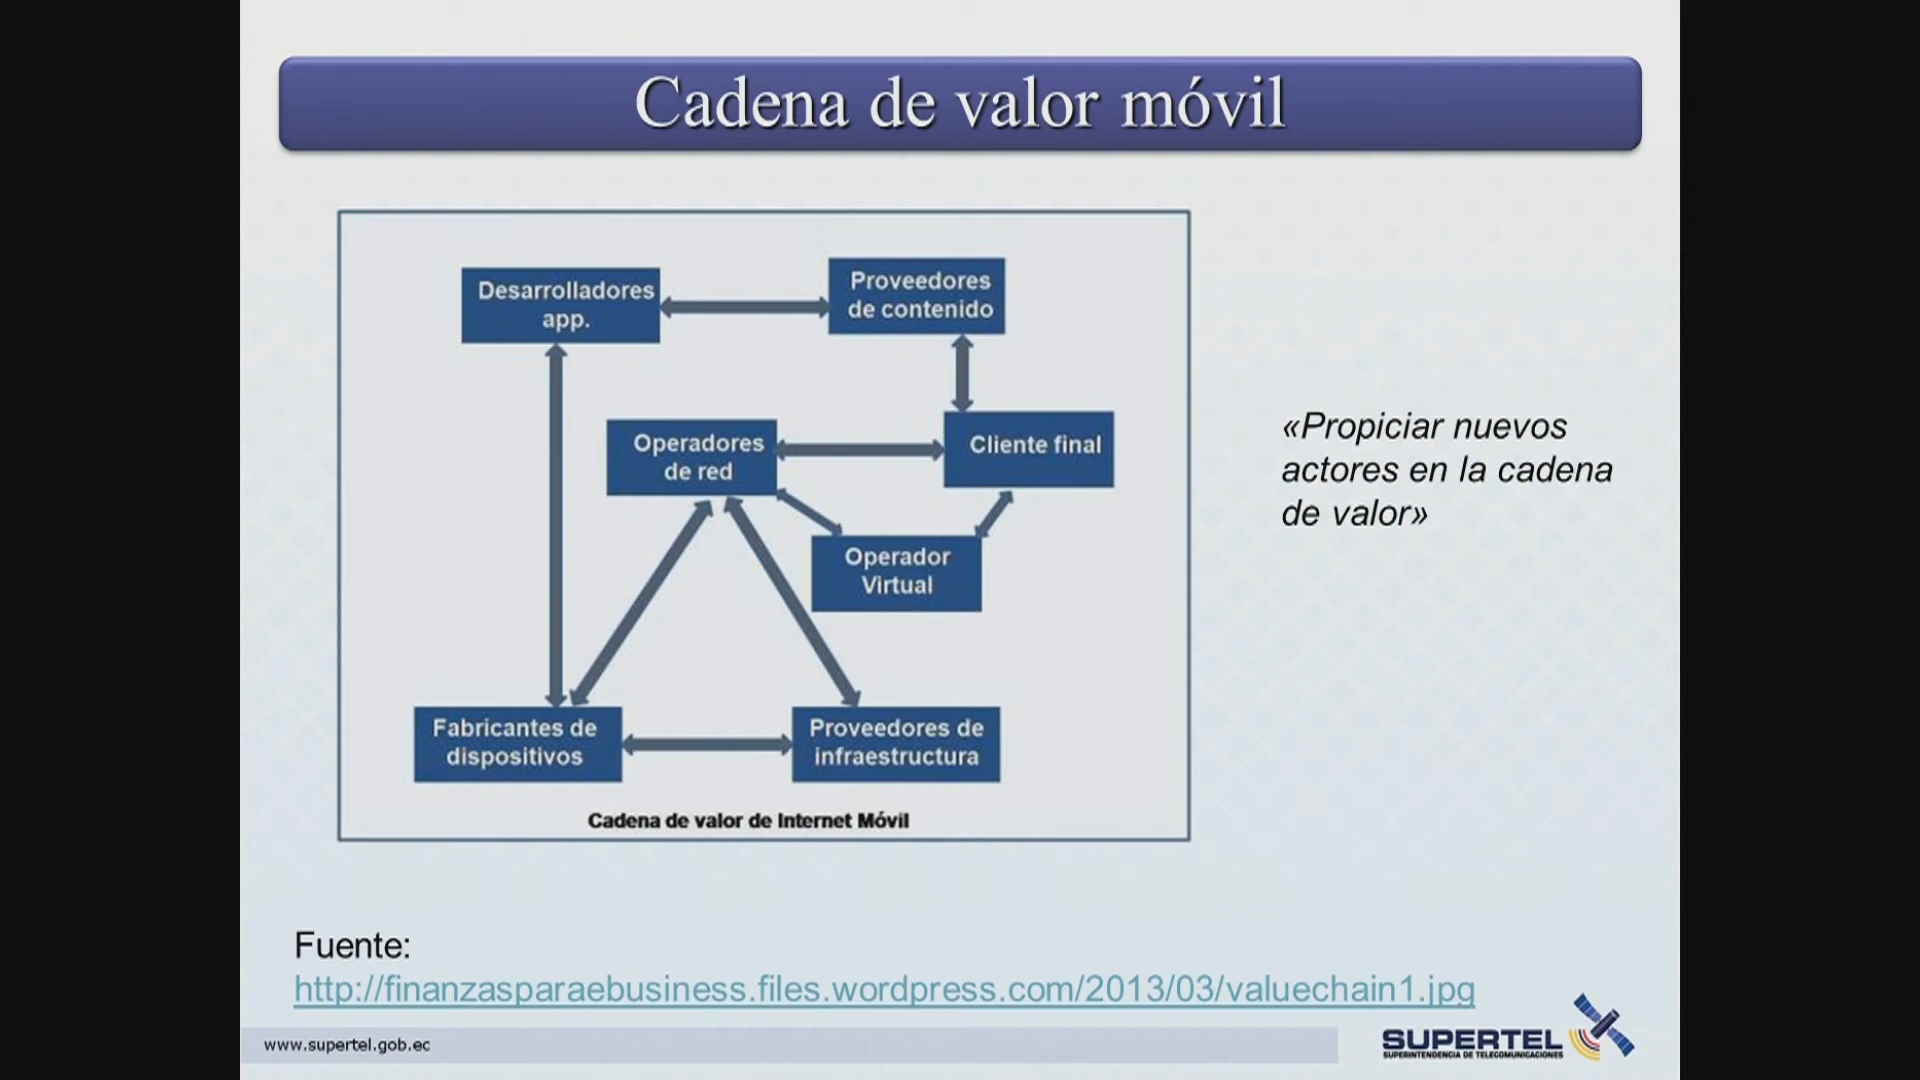 Cadena de valor móvil
Desarrolladores
app.
Proveedores
de contenido
Operadores
de red
Cliente final
Operador
Virtual
Fabricantes de
dispositivos
Proveedores de
infraestructura
Cadena de valor de Internet Móvil
«Propiciar nuevos
actores en la cadena
de valor»
Fuente:
http://finanzasparaebusiness.files.wordpress.com/2013/03/valuechain1.jpg
www.supertel.gob.ec
SUPERTEL
SUPERINTENDENCIA DE TELECOMUNICACIONES